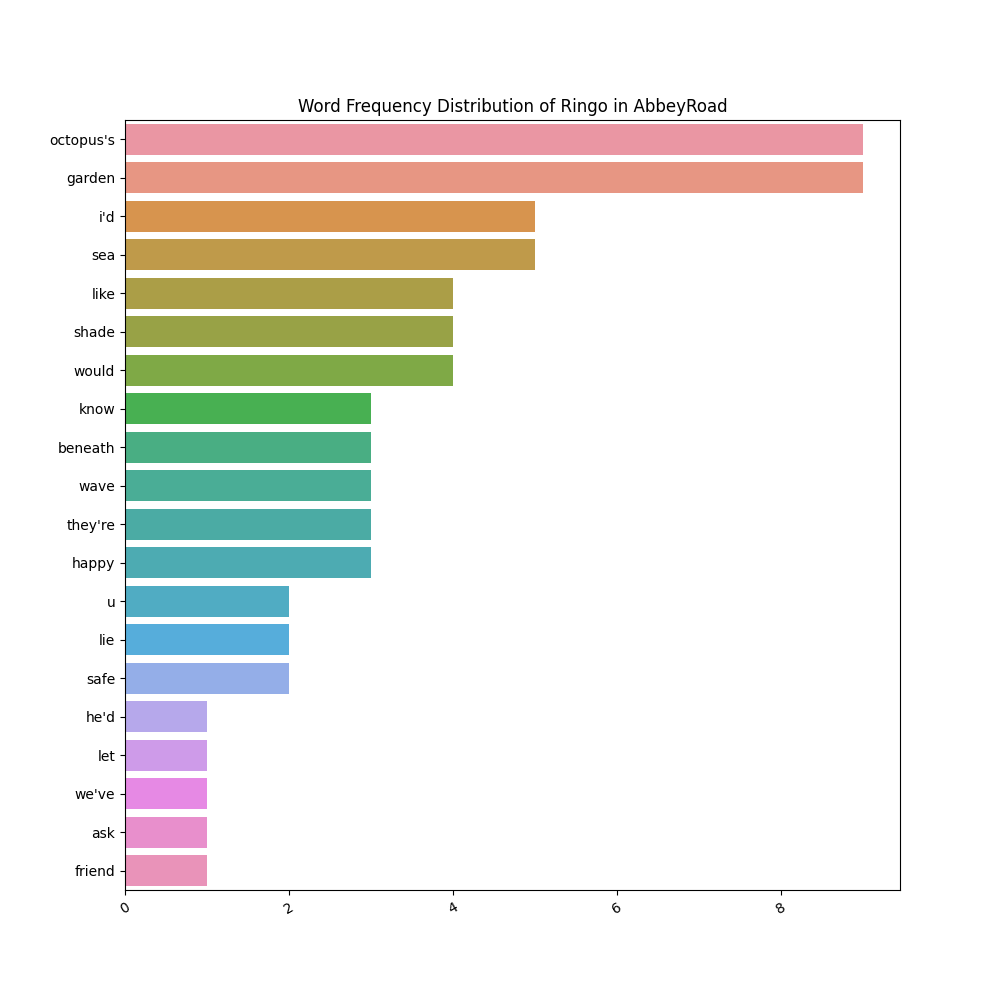 Word Frequency Distribution of Ringo in AbbeyRoad
octopus's
garden
i'd
sea
like
shade
would
know
beneath
wave
they're
happy
u
lie
safe
he'd
let
we've
ask
friend
0 2 4 6 8